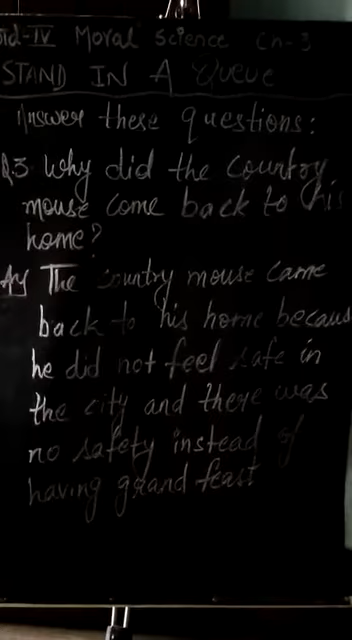 Std-IV Moral Science Ch-3
STAND IN A QUEUE
Answer these questions:
Q.3 Why did the Country
mouse come back to his
home?
Ans The Country mouse came
back to his home becaus
he did not feel safe in
the city and there was
no safety instead of
having grand feast